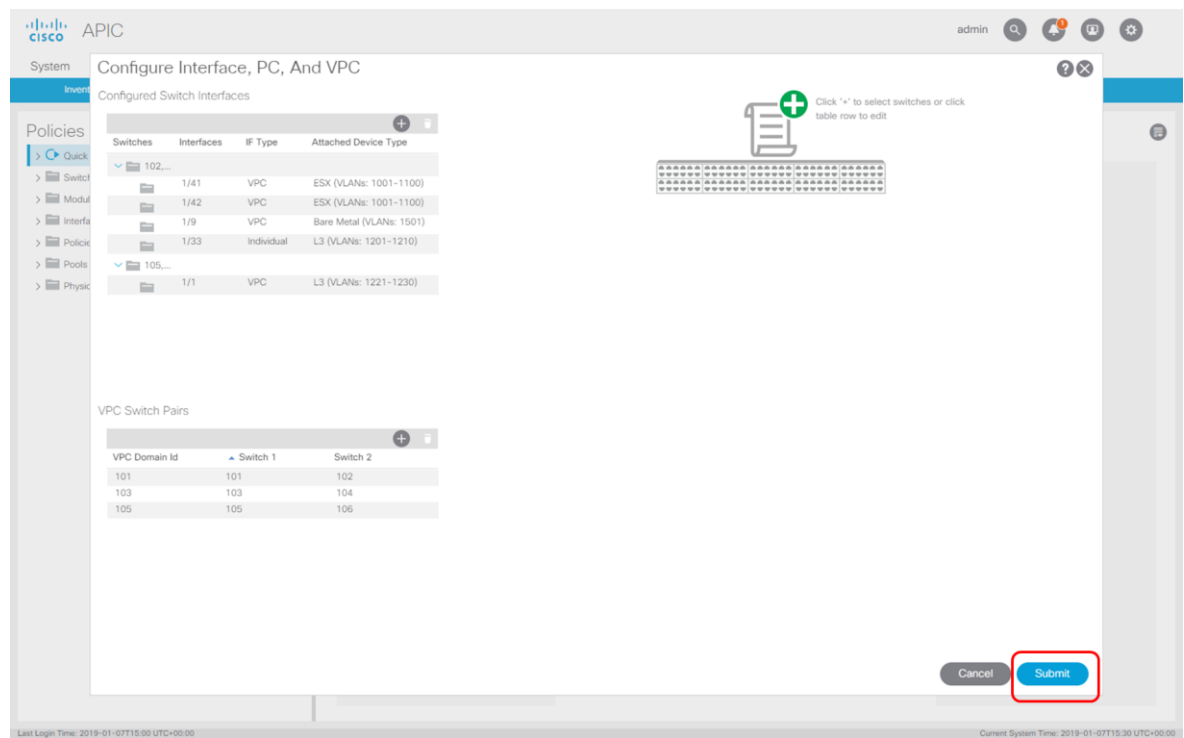 cisco APIC admin 1
System
Configure Interface, PC, And VPC
Invent
Configured Switch Interfaces
Click '+' to select switches or click
table row to edit
Policies
Quick
Switch
Modul
Interfa
Policie
Pools
Physic
Switches Interfaces IF Type Attached Device Type
102,...
1/41 VPC ESX (VLANs: 1001-1100)
1/42 VPC ESX (VLANs: 1001-1100)
1/9 VPC Bare Metal (VLANs: 1501)
1/33 Individual L3 (VLANs: 1201-1210)
105,...
1/1 VPC L3 (VLANs: 1221-1230)
VPC Switch Pairs
VPC Domain Id Switch 1 Switch 2
101 101 102
103 103 104
105 105 106
Cancel Submit
Last Login Time: 2019-01-07T15:00 UTC+00:00 Current System Time: 2019-01-07T15:30 UTC+00:00